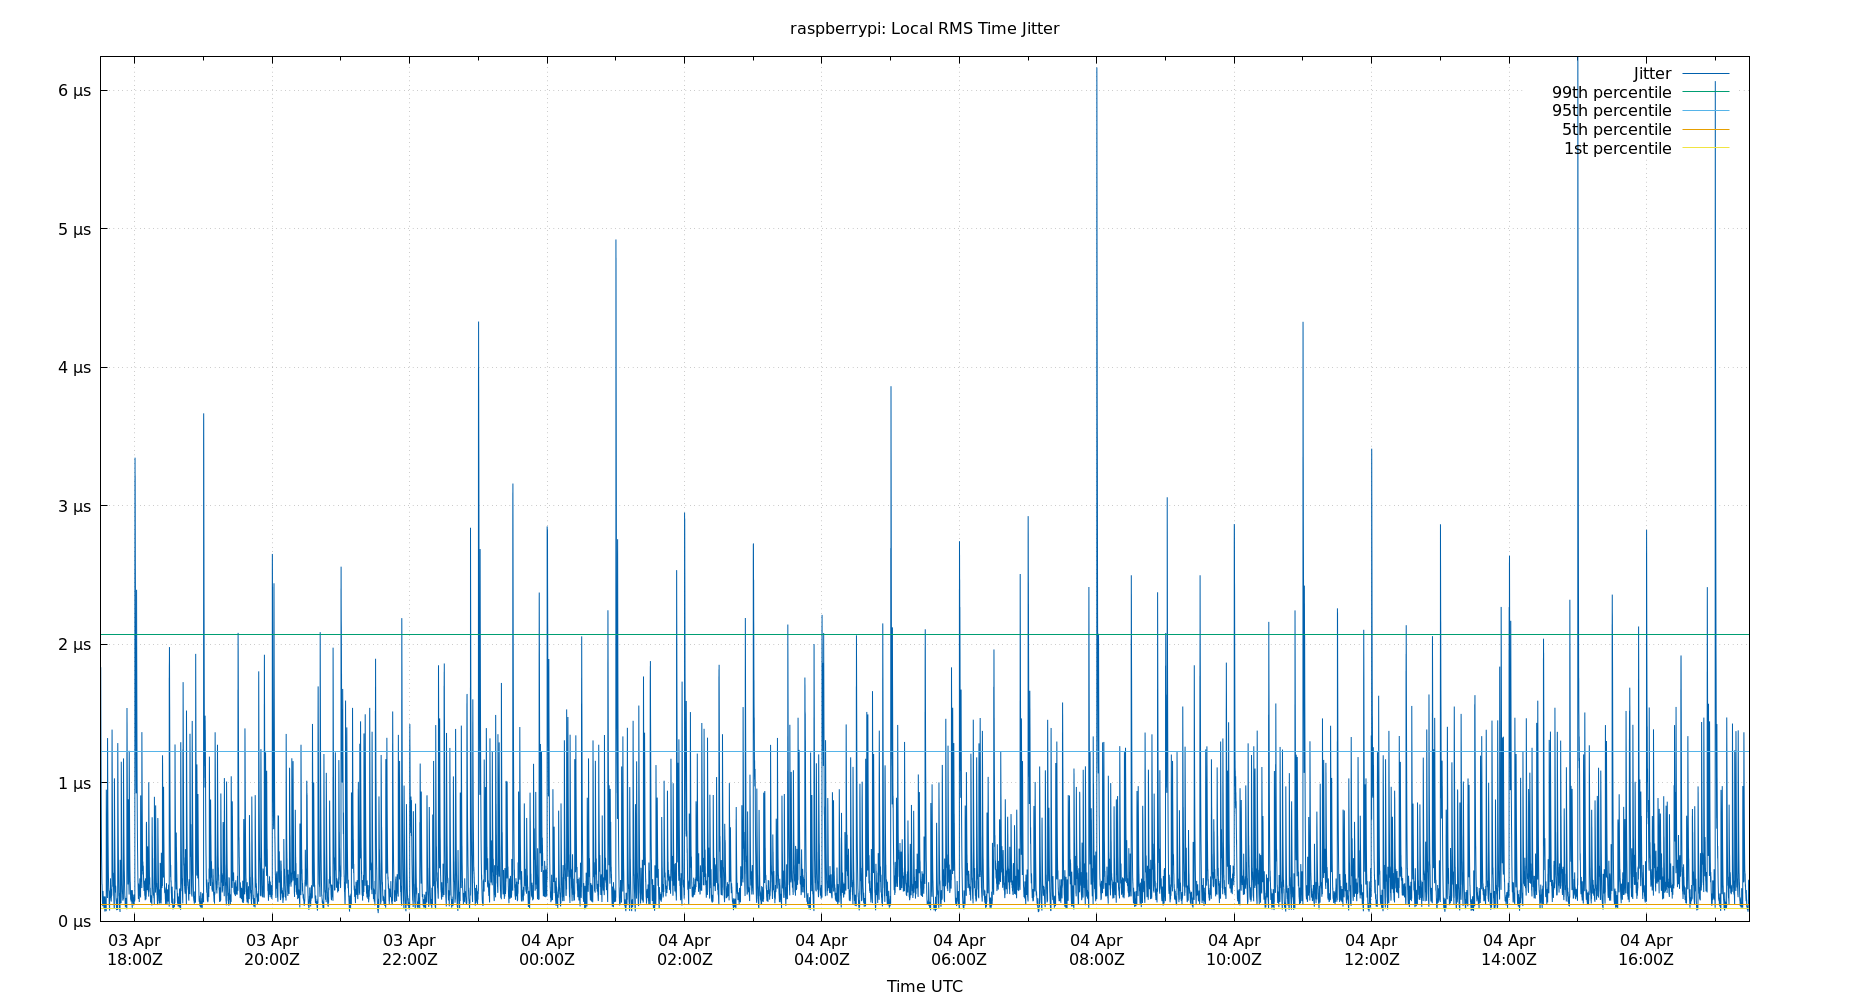 raspberrypi: Local RMS Time Jitter
Jitter
99th percentile
95th percentile
5th percentile
1st percentile
6 µs
5 µs
4 µs
3 µs
2 µs
1 µs
0 µs
03 Apr 03 Apr 03 Apr 04 Apr 04 Apr 04 Apr 04 Apr 04 Apr 04 Apr 04 Apr 04 Apr 04 Apr
18:00Z 20:00Z 22:00Z 00:00Z 02:00Z 04:00Z 06:00Z 08:00Z 10:00Z 12:00Z 14:00Z 16:00Z
Time UTC